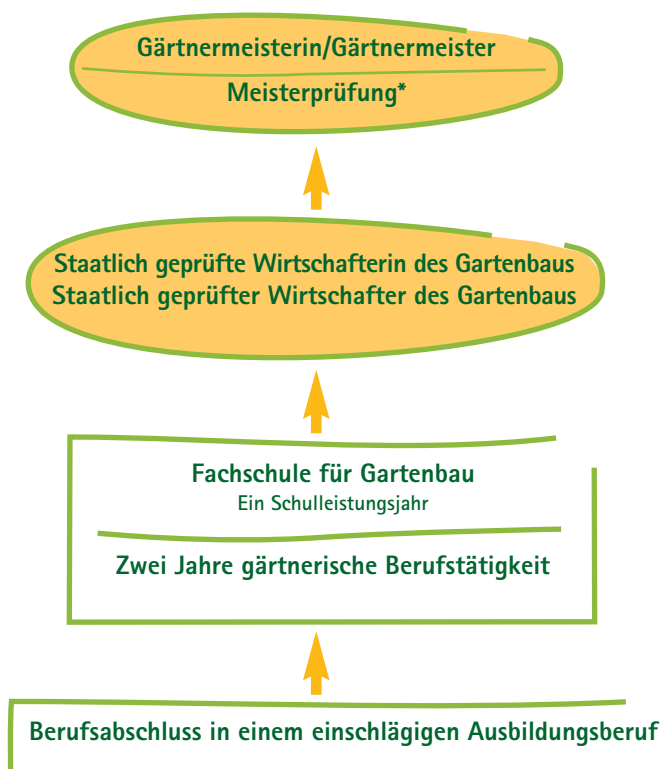 Gärtnermeisterin/Gärtnermeister
Meisterprüfung*
Staatlich geprüfte Wirtschafterin des Gartenbaus
Staatlich geprüfter Wirtschafter des Gartenbaus
Fachschule für Gartenbau
Ein Schulleistungsjahr
Zwei Jahre gärtnerische Berufstätigkeit
Berufsabschluss in einem einschlägigen Ausbildungsberuf